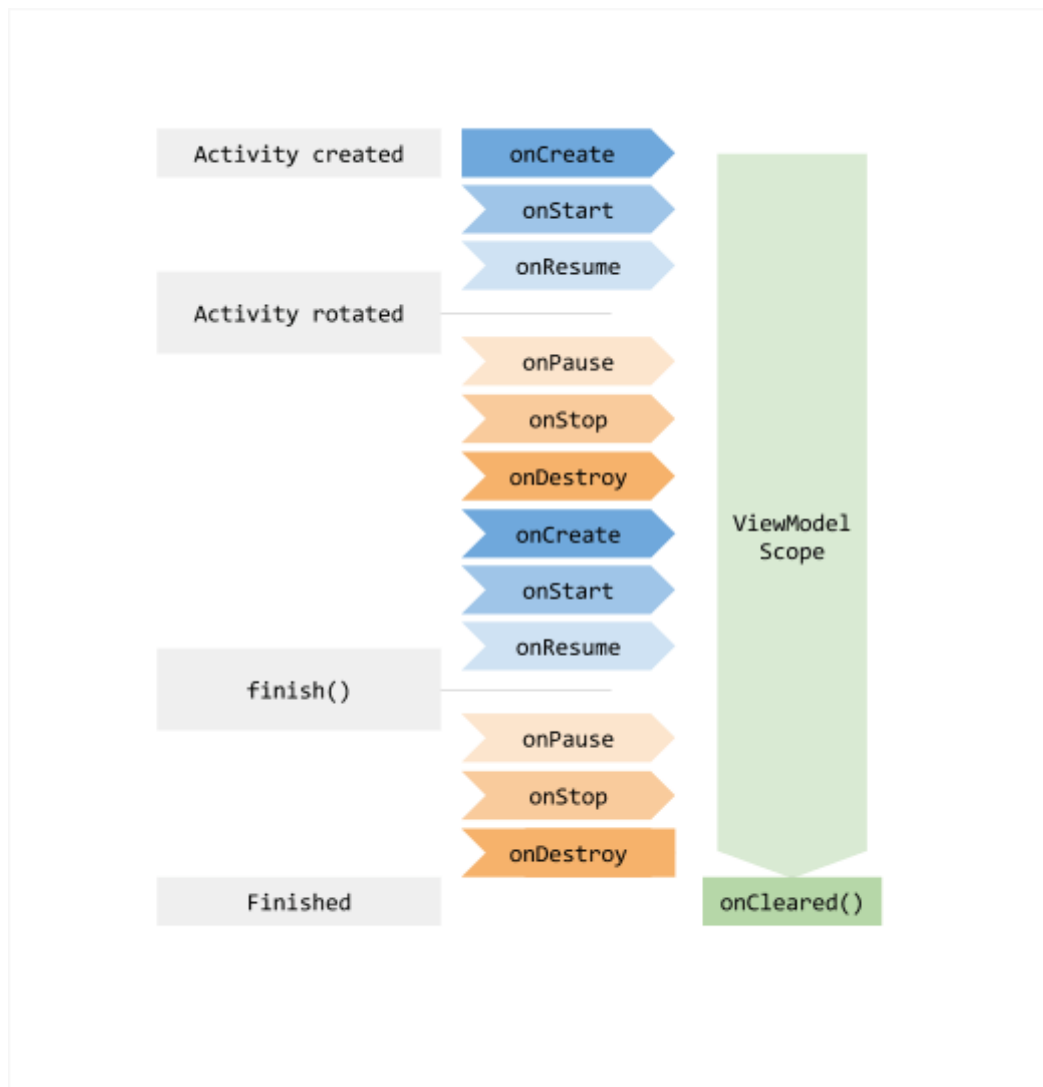 Activity created
onCreate
onStart
onResume
Activity rotated
onPause
onStop
onDestroy
onCreate
onStart
onResume
ViewModel
Scope
finish()
onPause
onStop
onDestroy
Finished
onCleared()